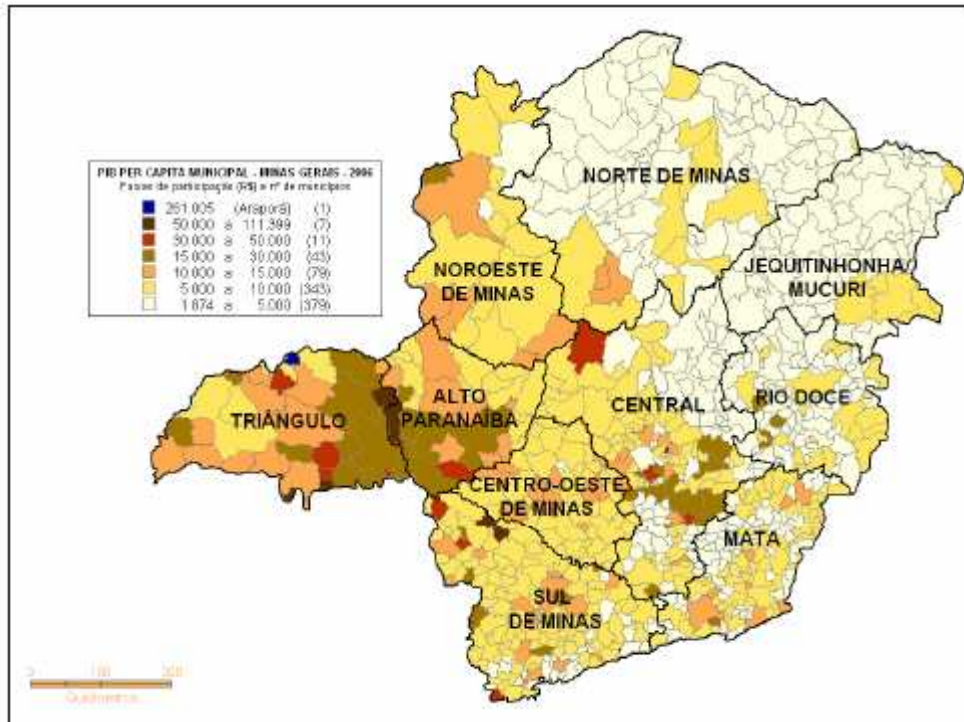 PIB PER CAPITA MUNICIPAL - MINAS GERAIS - 2006
Faixas de participação (R$) e nº de municípios
261.005 (Araporã) (1)
50.000 a 111.399 (7)
30.000 a 50.000 (11)
15.000 a 30.000 (43)
10.000 a 15.000 (79)
5.000 a 10.000 (343)
1.874 a 5.000 (379)
NORTE DE MINAS
NOROESTE
DE MINAS
JEQUITINHONHA/
MUCURI
ALTO
PARANAÍBA
TRIÂNGULO
CENTRAL
RIO DOCE
CENTRO-OESTE
DE MINAS
MATA
SUL
DE MINAS
0 100 200
Quilômetros